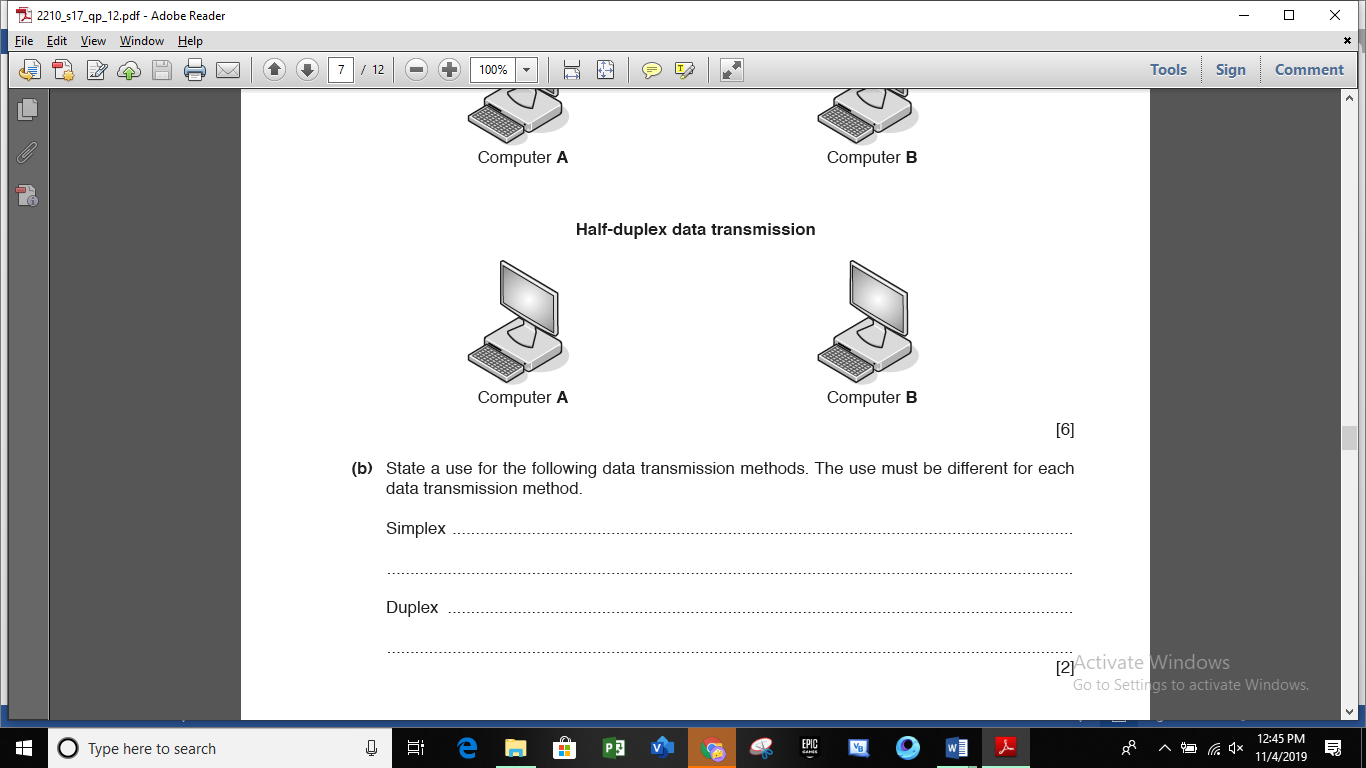 2210_s17_qp_12.pdf - Adobe Reader
File Edit View Window Help
7 / 12 100% Tools Sign Comment
Computer A Computer B
Half-duplex data transmission
Computer A Computer B
[6]
(b) State a use for the following data transmission methods. The use must be different for each
data transmission method.
Simplex ....................................................................................................
....................................................................................................
Duplex ....................................................................................................
....................................................................................................
[2]
Activate Windows
Go to Settings to activate Windows.
Type here to search
12:45 PM
11/4/2019